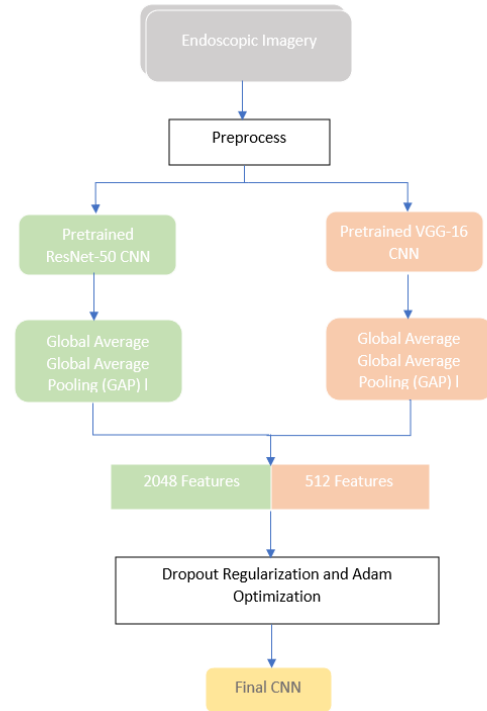 Endoscopic Imagery
Preprocess
Pretrained
ResNet-50 CNN
Pretrained VGG-16
CNN
Global Average
Global Average
Pooling (GAP) l
Global Average
Global Average
Pooling (GAP) l
2048 Features
512 Features
Dropout Regularization and Adam
Optimization
Final CNN